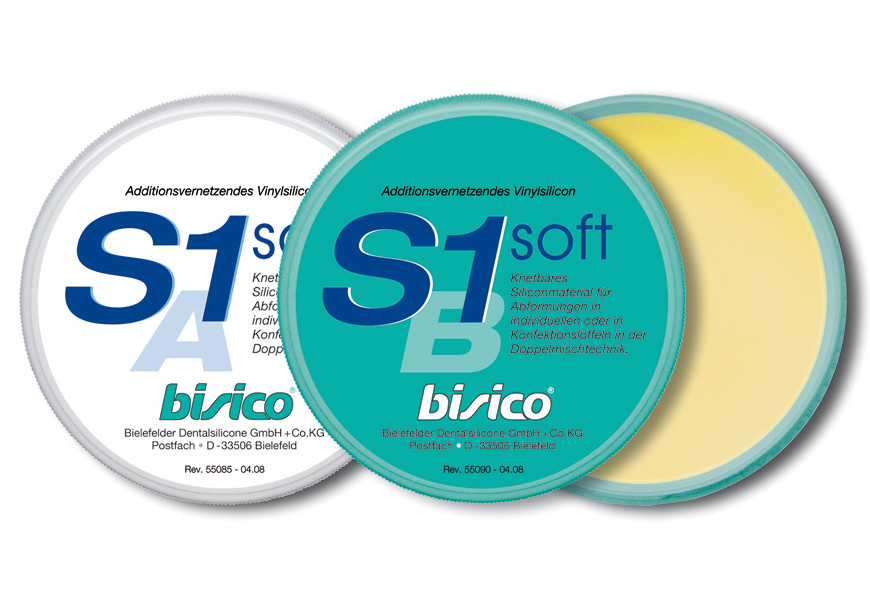 Additionsvernetzendes
S1
A
bisico®
Bielefelder Dentalsilicone GmbH + Co.KG
Postfach • D-33506 Bielefeld
Rev. 55085 - 04.08
Additionsvernetzendes Vinylsilicon
S1 soft
B
Knetbares
Siliconmaterial für
Abformungen in
individuellen oder in
Konfektionslöffeln in der
Doppelmischtechnik.
bisico®
Bielefelder Dentalsilicone GmbH + Co.KG
Postfach • D-33506 Bielefeld
Rev. 55090 - 04.08